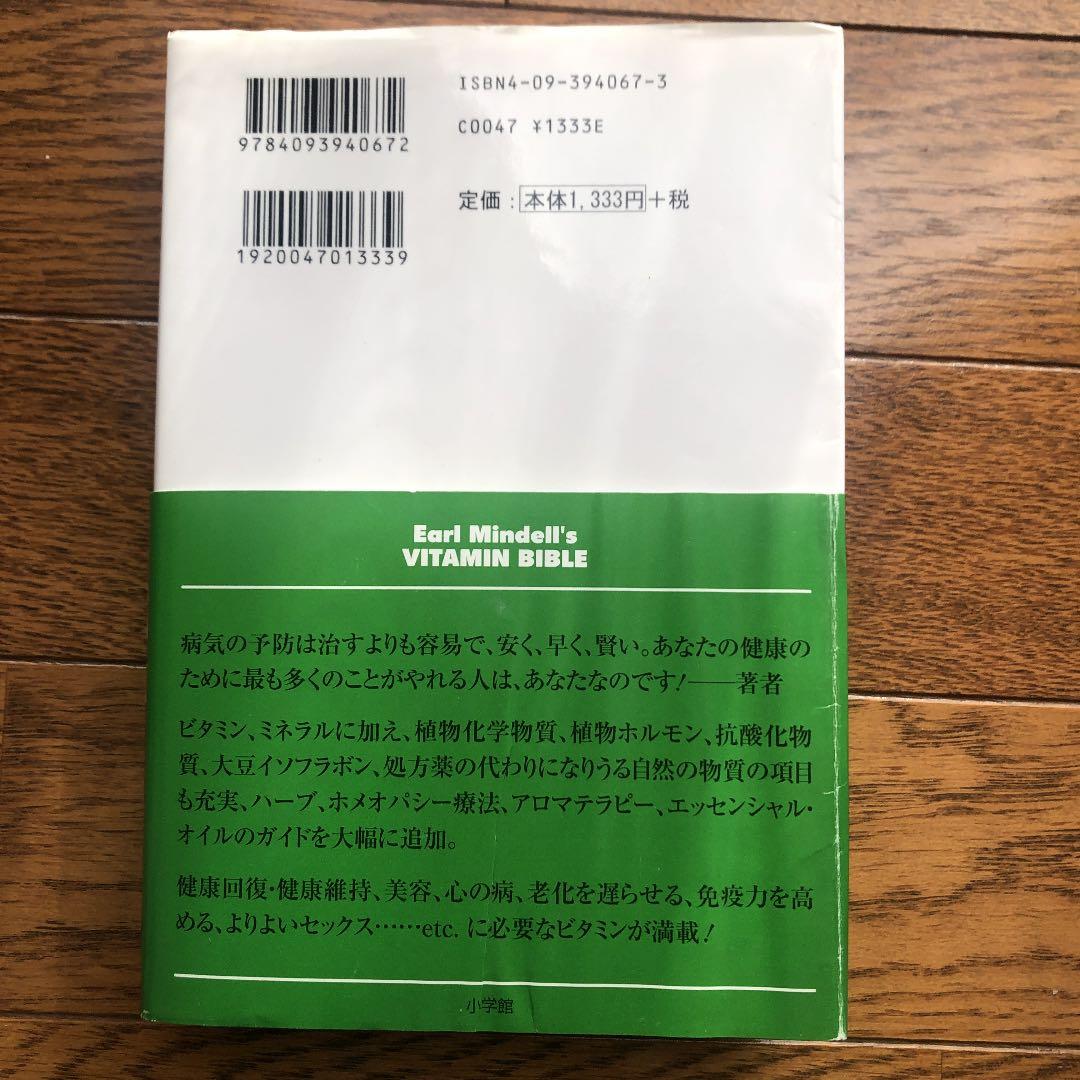 ISBN4-09-394067-3
9784093940672
C0047 ¥1333E
定価：本体1,333円+税
1920047013339
Earl Mindell's
VITAMIN BIBLE
病気の予防は治すよりも容易で、安く、早く、賢い。あなたの健康の
ために最も多くのことがやれる人は、あなたなのです!――著者
ビタミン、ミネラルに加え、植物化学物質、植物ホルモン、抗酸化物
質、大豆イソフラボン、処方薬の代わりになりうる自然の物質の項目
も充実、ハーブ、ホメオパシー療法、アロマテラピー、エッセンシャル・
オイルのガイドを大幅に追加。
健康回復・健康維持、美容、心の病、老化を遅らせる、免疫力を高
める、よりよいセックス……etc. に必要なビタミンが満載!
小学館